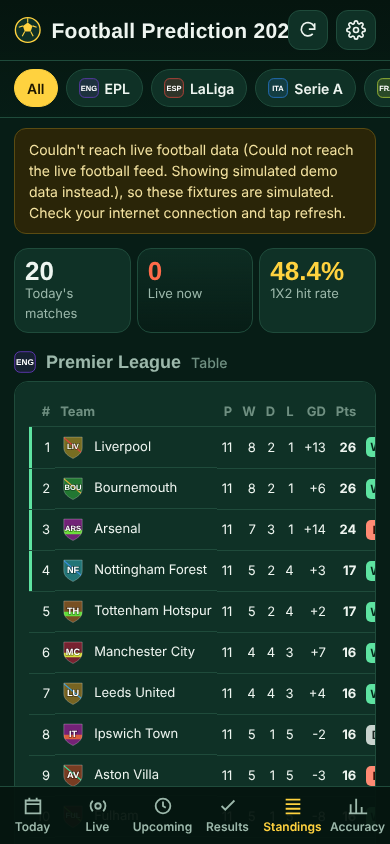 Football Prediction 202
All ENG EPL ESP LaLiga ITA Serie A FRA
Couldn't reach live football data (Could not reach
the live football feed. Showing simulated demo
data instead.), so these fixtures are simulated.
Check your internet connection and tap refresh.
20 0 48.4%
Today's matches Live now 1X2 hit rate
ENG Premier League Table
# Team P W D L GD Pts
1 LIV Liverpool 11 8 2 1 +13 26
2 BOU Bournemouth 11 8 2 1 +6 26
3 ARS Arsenal 11 7 3 1 +14 24
4 NF Nottingham Forest 11 5 2 4 +3 17
5 TH Tottenham Hotspur 11 5 2 4 +2 17
6 MC Manchester City 11 4 4 3 +7 16
7 LU Leeds United 11 4 4 3 +4 16
8 IT Ipswich Town 11 5 1 5 -2 16
9 AV Aston Villa 11 5 1 5 -3 16
Today Live Upcoming Results Standings Accuracy